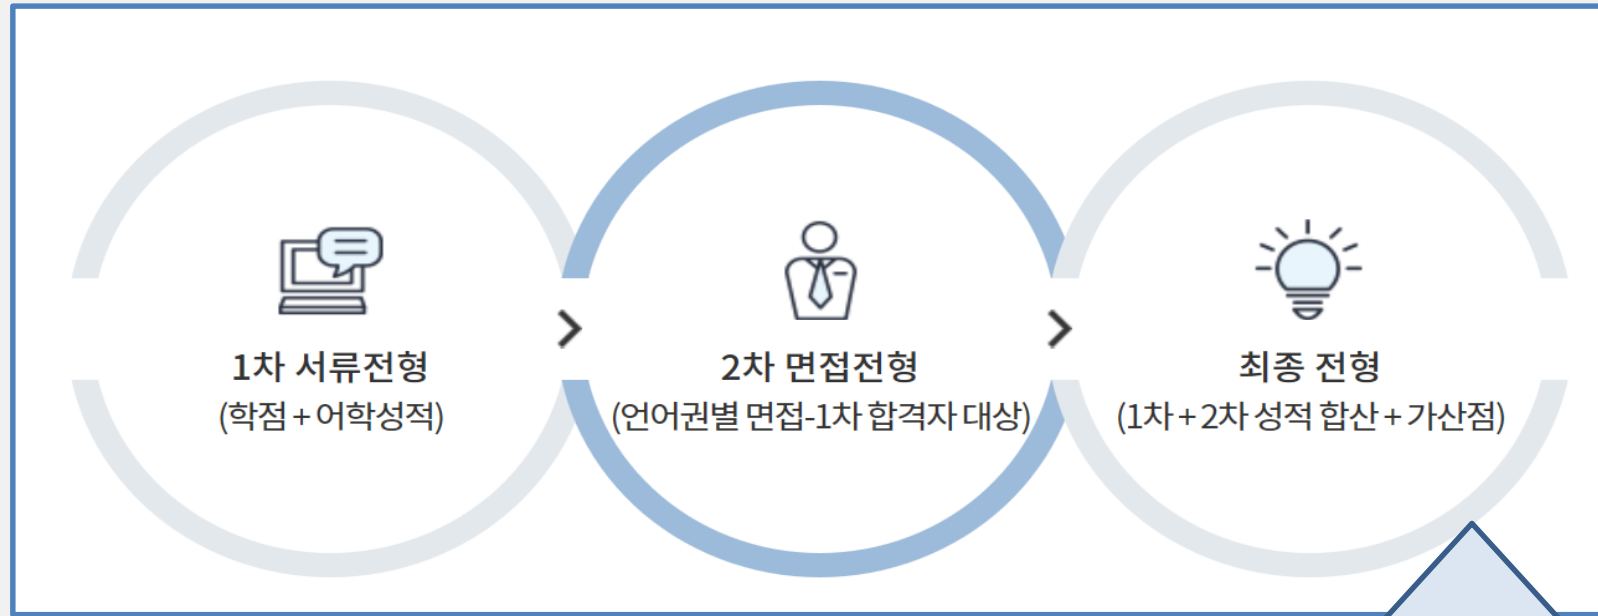 1차 서류전형
(학점 + 어학성적)
2차 면접전형
(언어권별 면접-1차 합격자 대상)
최종 전형
(1차 + 2차 성적 합산 + 가산점)